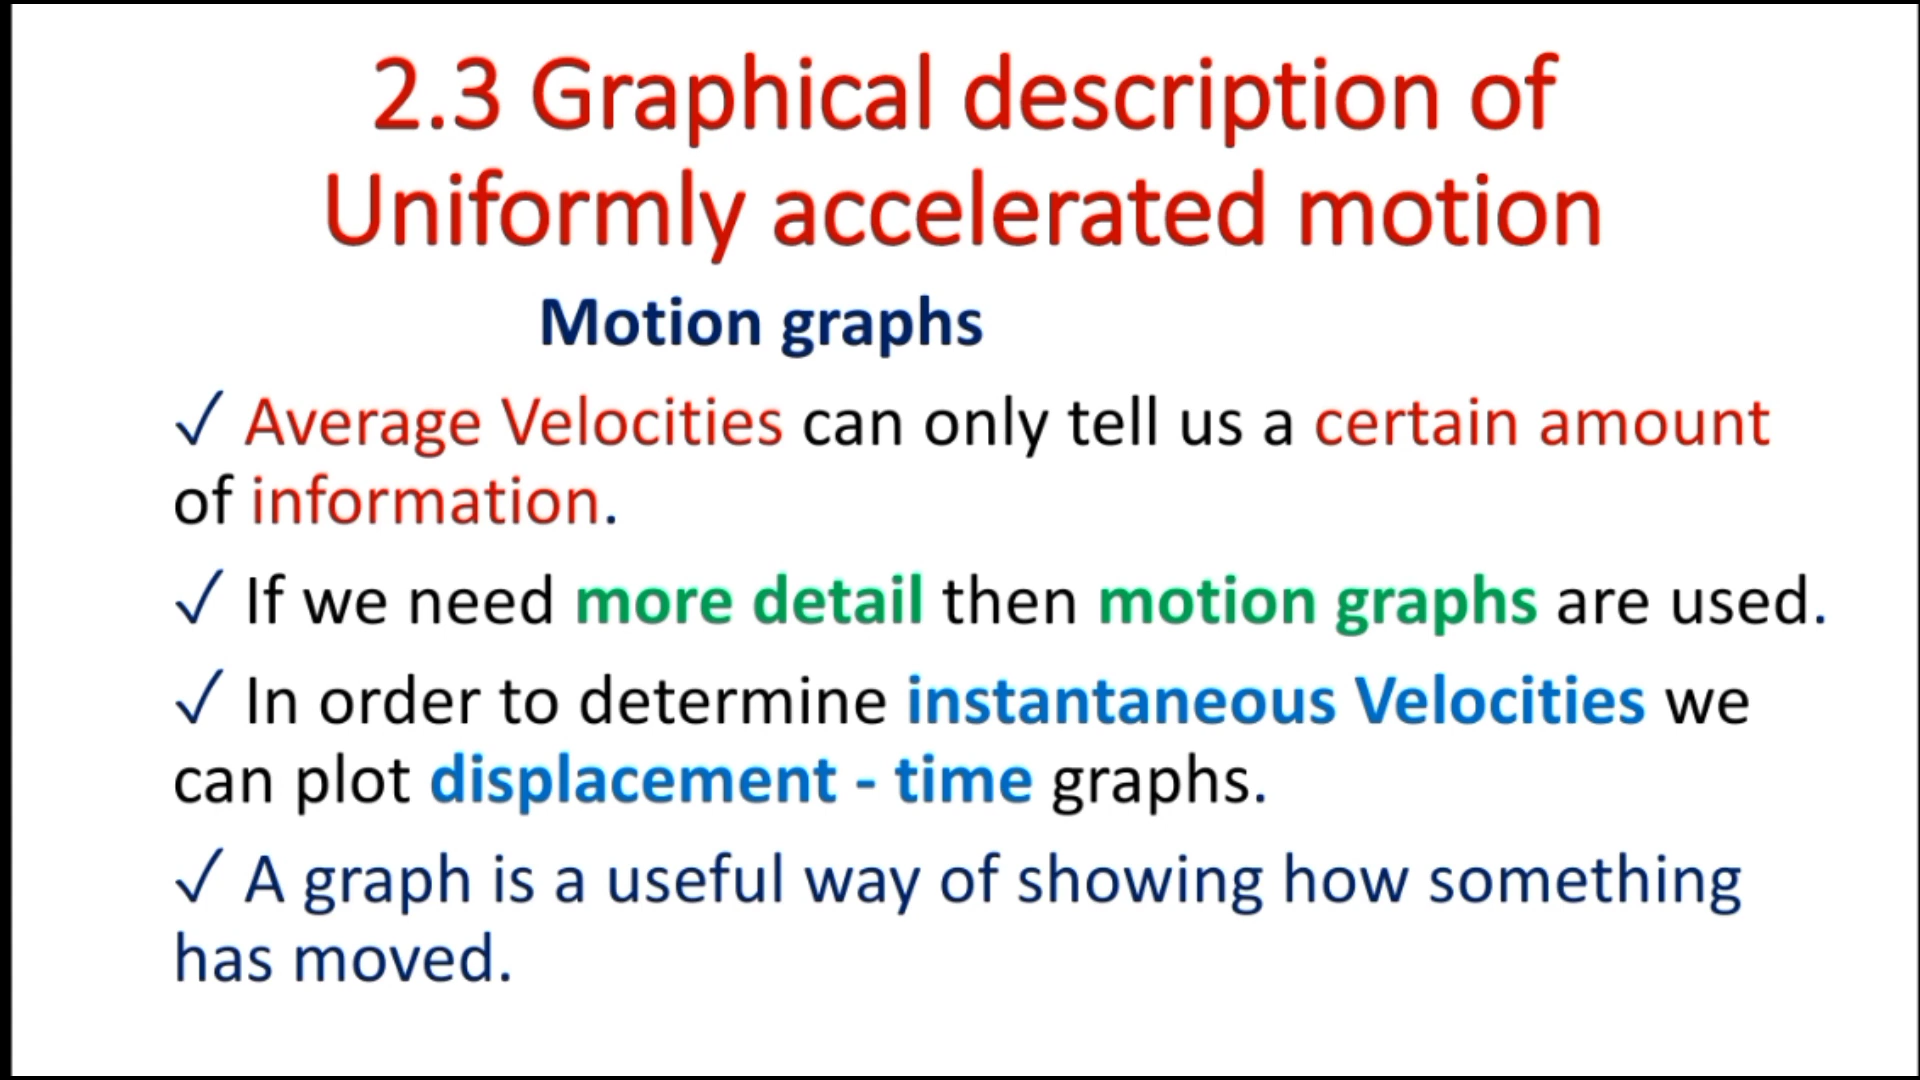 2.3 Graphical description of
Uniformly accelerated motion
Motion graphs
✓ Average Velocities can only tell us a certain amount
of information.
✓ If we need more detail then motion graphs are used.
✓ In order to determine instantaneous Velocities we
can plot displacement - time graphs.
✓ A graph is a useful way of showing how something
has moved.